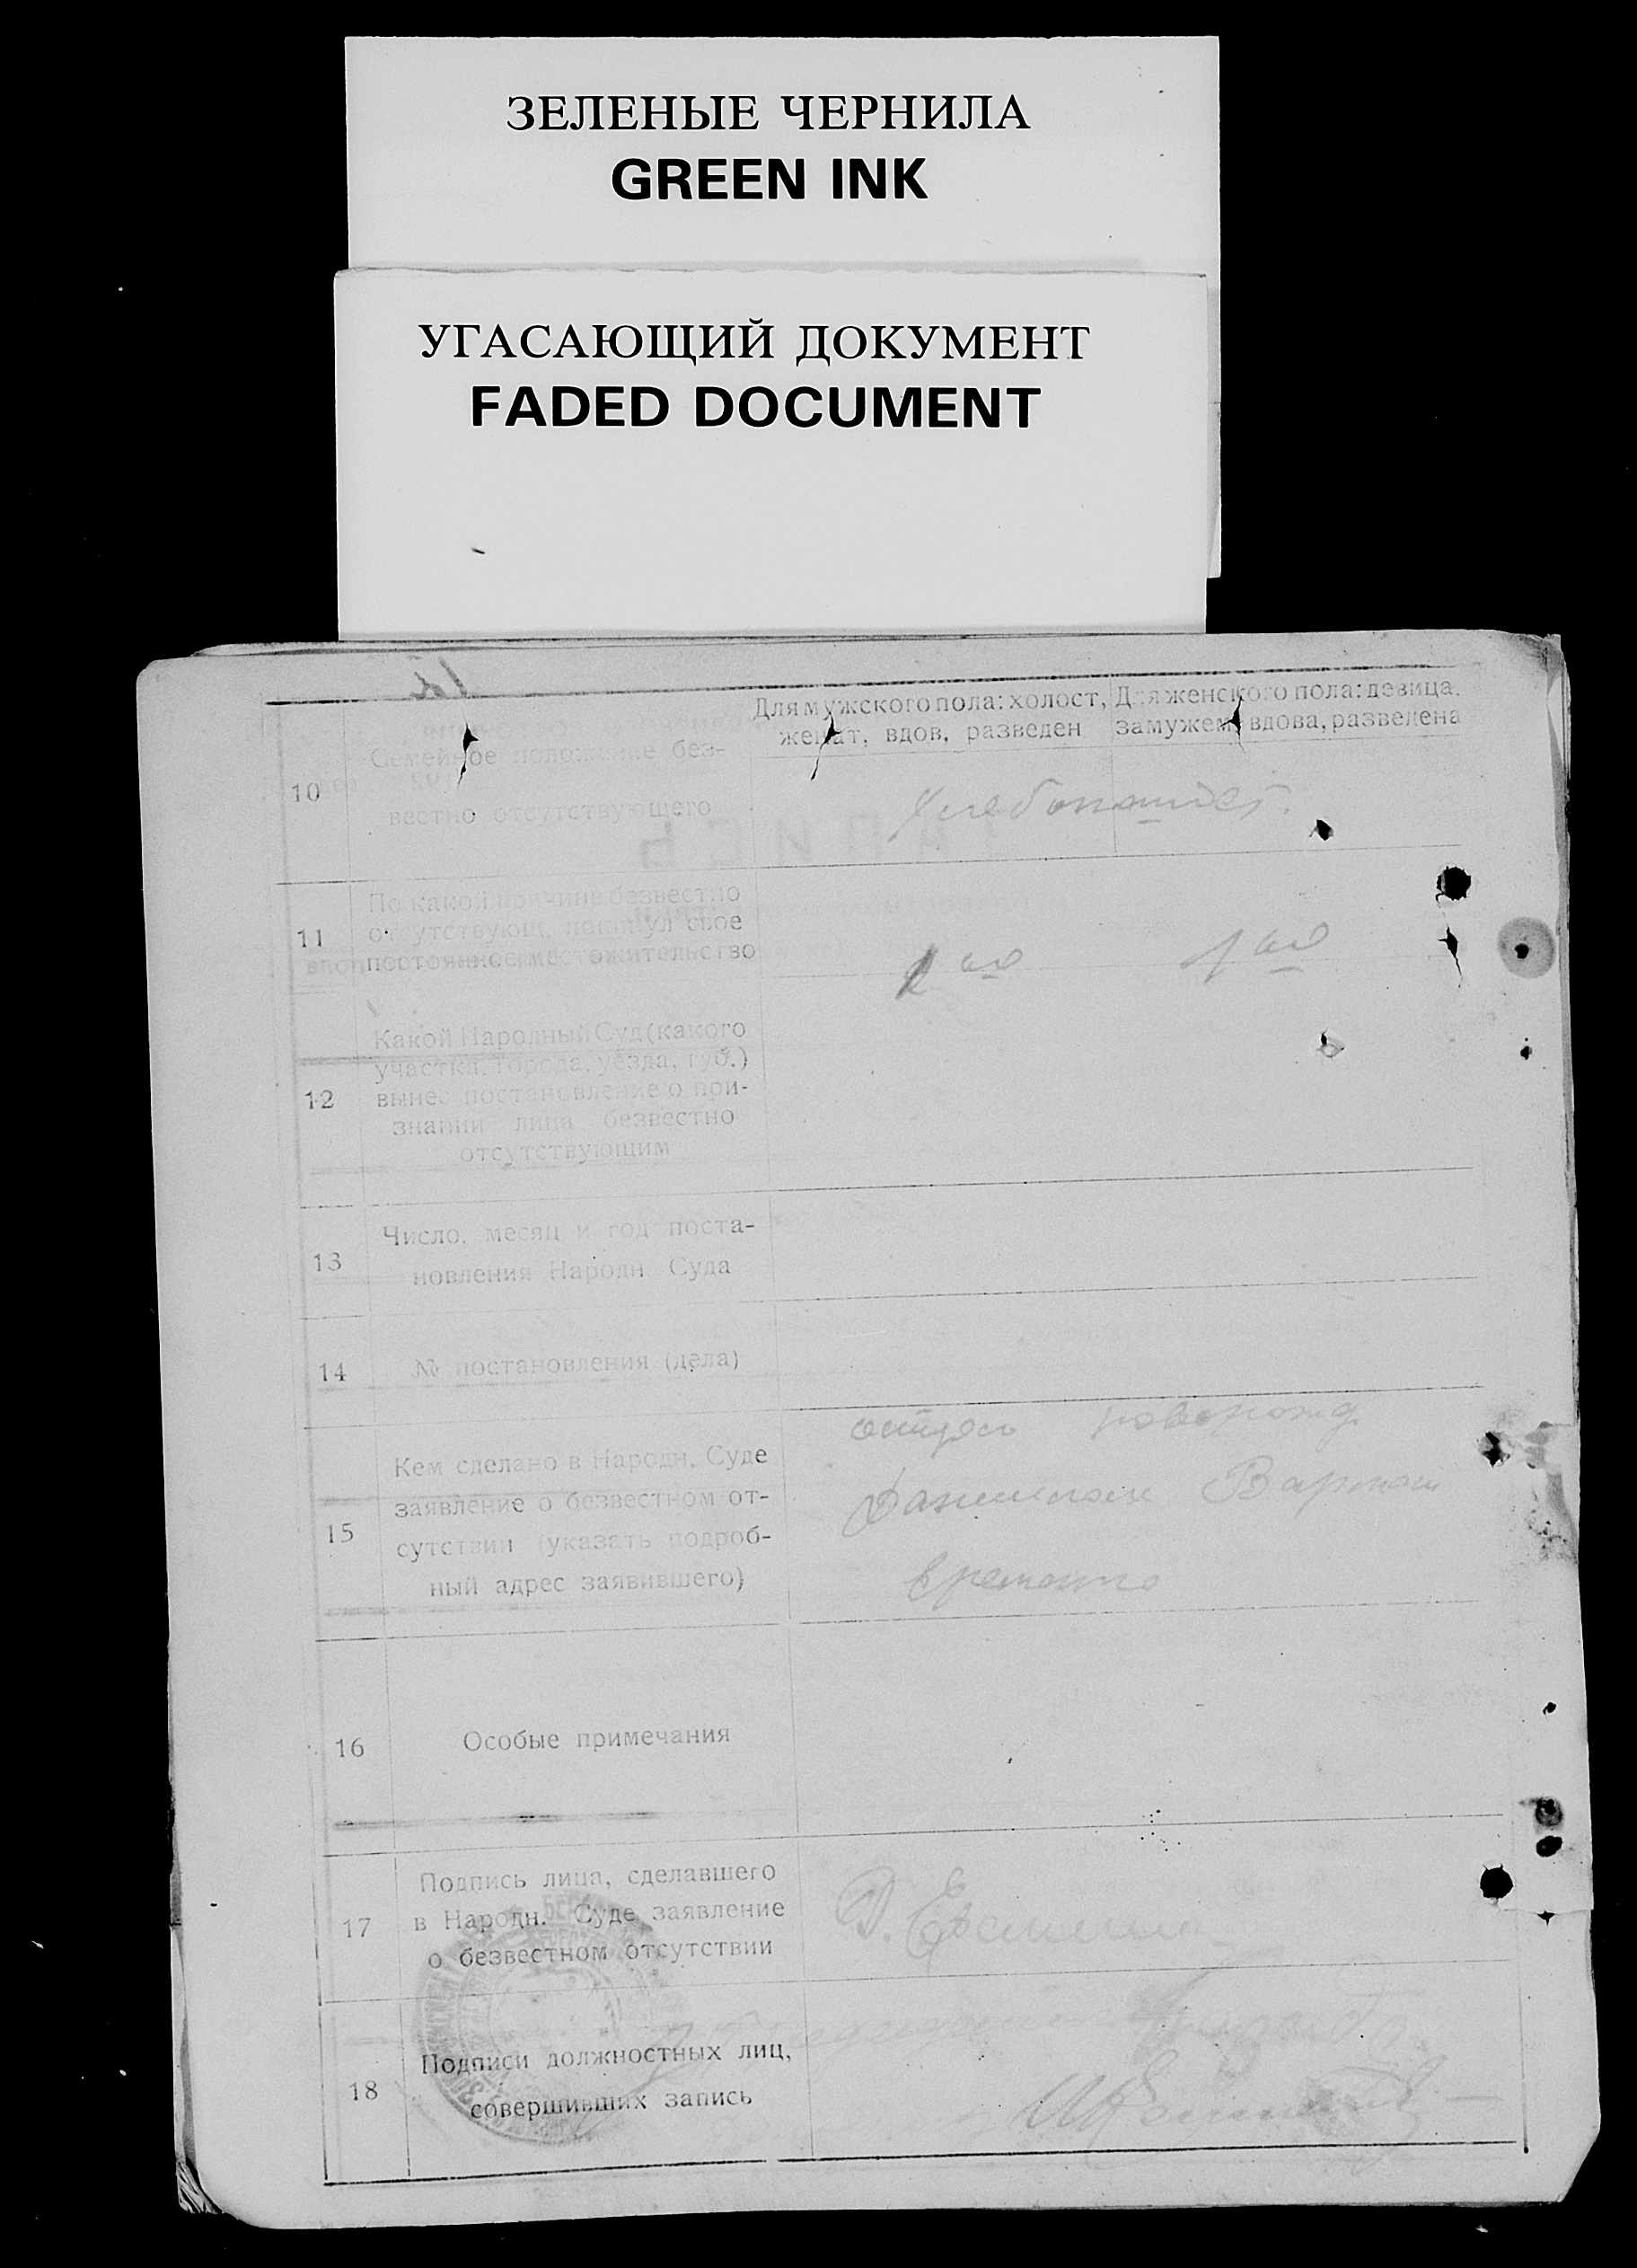 ЗЕЛЕНЫЕ ЧЕРНИЛА
GREEN INK
УГАСАЮЩИЙ ДОКУМЕНТ
FADED DOCUMENT
Для мужского пола: холост,
женат, вдов, разведен
Для женского пола: девица,
замужем, вдова, разведена
10
Семейное положение без-
вестно отсутствующего
хлебопашест.
11
По какой причине безвестно
отсутствующ. покинул свое
постоянное местожительство
1 ый
12
Какой Народный Суд (какого
участка, города, уезда, губ.)
вынес постановление о при-
знании лица безвестно
отсутствующим
13
Число, месяц и год поста-
новления Народн. Суда
14
№ постановления (дела)
15
Кем сделано в Народн. Суде
заявление о безвестном от-
сутствии (указать подроб-
ный адрес заявившего)
новорожд.
Вартан
16
Особые примечания
17
Подпись лица, сделавшего
в Народн. Суде заявление
о безвестном отсутствии
18
Подписи должностных лиц,
совершивших запись